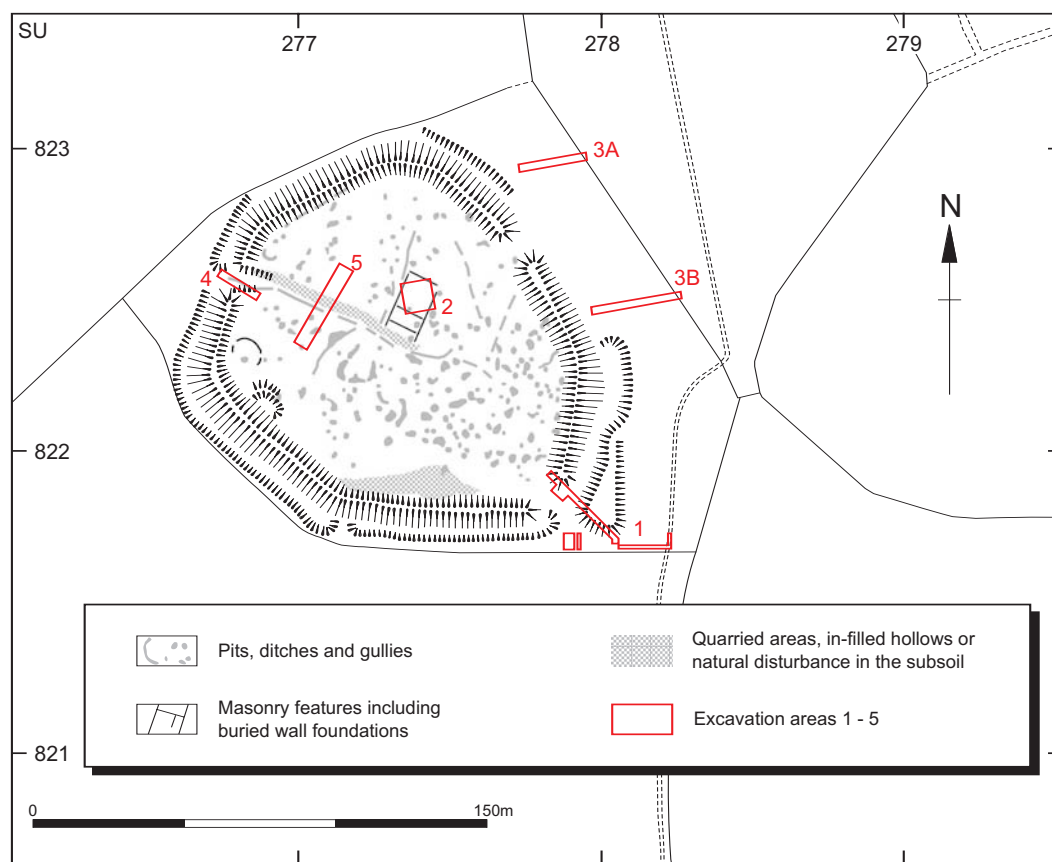 SU
277
278
279
823
3A
3B
4
5
2
822
1
Pits, ditches and gullies
Masonry features including
buried wall foundations
Quarried areas, in-filled hollows or
natural disturbance in the subsoil
Excavation areas 1 - 5
821
0
150m
N